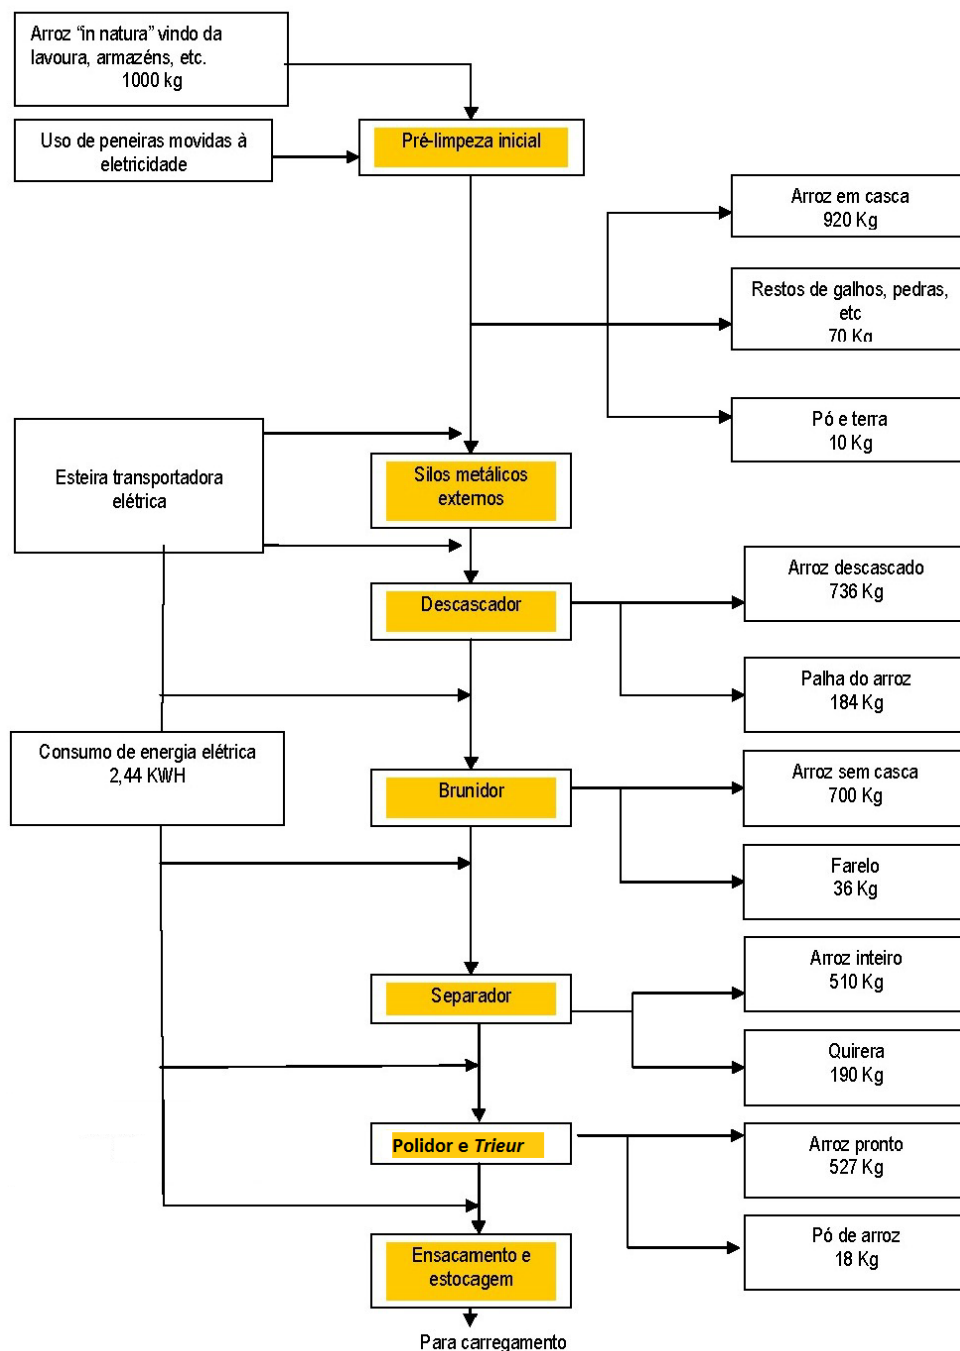 Arroz “in natura” vindo da
lavoura, armazéns, etc.
1000 kg
Uso de peneiras movidas à
eletricidade
Pré-limpeza inicial
Arroz em casca
920 Kg
Restos de galhos, pedras,
etc
70 Kg
Pó e terra
10 Kg
Esteira transportadora
elétrica
Silos metálicos
externos
Arroz descascado
736 Kg
Descascador
Palha do arroz
184 Kg
Consumo de energia elétrica
2,44 KWH
Brunidor
Arroz sem casca
700 Kg
Farelo
36 Kg
Arroz inteiro
510 Kg
Separador
Quirera
190 Kg
Polidor e Trieur
Arroz pronto
527 Kg
Pó de arroz
18 Kg
Ensacamento e
estocagem
Para carregamento